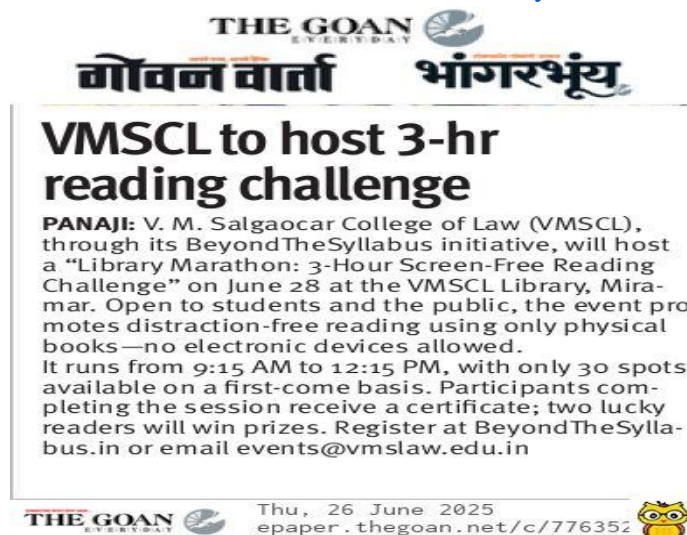 THE GOAN
E·V·E·R·Y·D·A·Y
गोवन वार्ता
भांगरभूंय
VMSCL to host 3-hr
reading challenge
PANAJI: V. M. Salgaocar College of Law (VMSCL),
through its BeyondTheSyllabus initiative, will host
a “Library Marathon: 3-Hour Screen-Free Reading
Challenge” on June 28 at the VMSCL Library, Mira-
mar. Open to students and the public, the event pro
motes distraction-free reading using only physical
books—no electronic devices allowed.
It runs from 9:15 AM to 12:15 PM, with only 30 spots
available on a first-come basis. Participants com-
pleting the session receive a certificate; two lucky
readers will win prizes. Register at BeyondTheSylla-
bus.in or email events@vmslaw.edu.in
THE GOAN
E·V·E·R·Y·D·A·Y
Thu, 26 June 2025
epaper.thegoan.net/c/776352